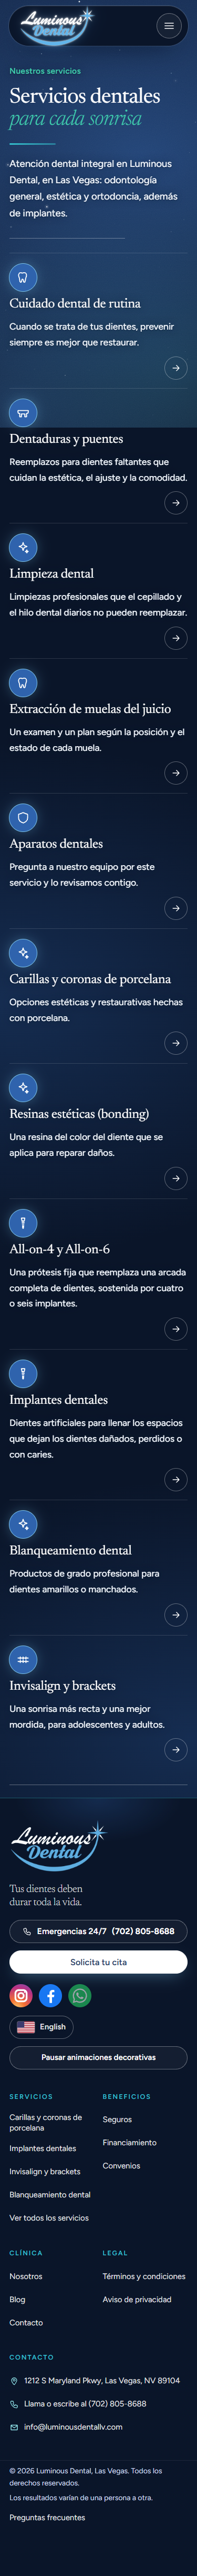 Luminous
Dental
Nuestros servicios
Servicios dentales
para cada sonrisa
Atención dental integral en Luminous
Dental, en Las Vegas: odontología
general, estética y ortodoncia, además
de implantes.
Cuidado dental de rutina
Cuando se trata de tus dientes, prevenir
siempre es mejor que restaurar.
Dentaduras y puentes
Reemplazos para dientes faltantes que
cuidan la estética, el ajuste y la comodidad.
Limpieza dental
Limpiezas profesionales que el cepillado y
el hilo dental diarios no pueden reemplazar.
Extracción de muelas del juicio
Un examen y un plan según la posición y el
estado de cada muela.
Aparatos dentales
Pregunta a nuestro equipo por este
servicio y lo revisamos contigo.
Carillas y coronas de porcelana
Opciones estéticas y restaurativas hechas
con porcelana.
Resinas estéticas (bonding)
Una resina del color del diente que se
aplica para reparar daños.
All-on-4 y All-on-6
Una prótesis fija que reemplaza una arcada
completa de dientes, sostenida por cuatro
o seis implantes.
Implantes dentales
Dientes artificiales para llenar los espacios
que dejan los dientes dañados, perdidos o
con caries.
Blanqueamiento dental
Productos de grado profesional para
dientes amarillos o manchados.
Invisalign y brackets
Una sonrisa más recta y una mejor
mordida, para adolescentes y adultos.
Luminous
Dental
Tus dientes deben
durar toda la vida.
Emergencias 24/7 (702) 805-8688
Solicita tu cita
English
Pausar animaciones decorativas
SERVICIOS
Carillas y coronas de
porcelana
Implantes dentales
Invisalign y brackets
Blanqueamiento dental
Ver todos los servicios
BENEFICIOS
Seguros
Financiamiento
Convenios
CLÍNICA
Nosotros
Blog
Contacto
LEGAL
Términos y condiciones
Aviso de privacidad
CONTACTO
1212 S Maryland Pkwy, Las Vegas, NV 89104
Llama o escribe al (702) 805-8688
info@luminousdentallv.com
© 2026 Luminous Dental, Las Vegas. Todos los
derechos reservados.
Los resultados varían de una persona a otra.
Preguntas frecuentes